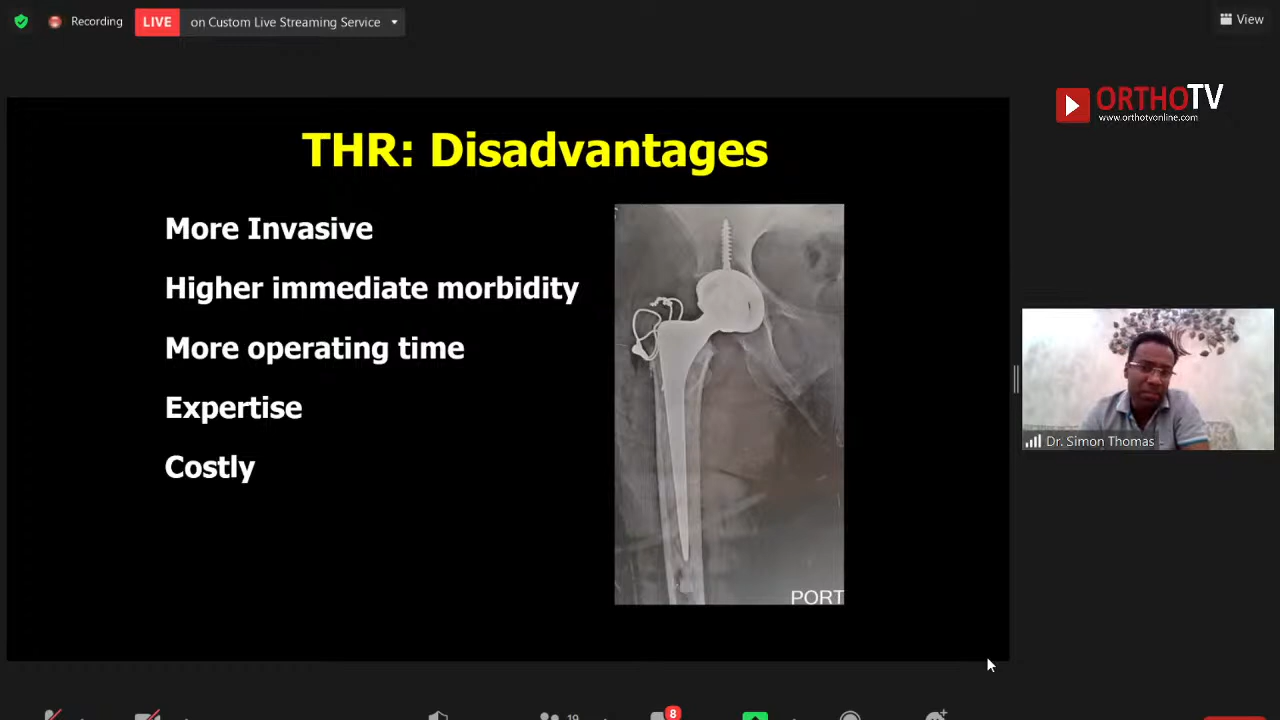 Recording
LIVE
on Custom Live Streaming Service
View
ORTHOTV
www.orthotvonline.com
THR: Disadvantages
More Invasive
Higher immediate morbidity
More operating time
Expertise
Costly
PORT
Dr. Simon Thomas
19
8